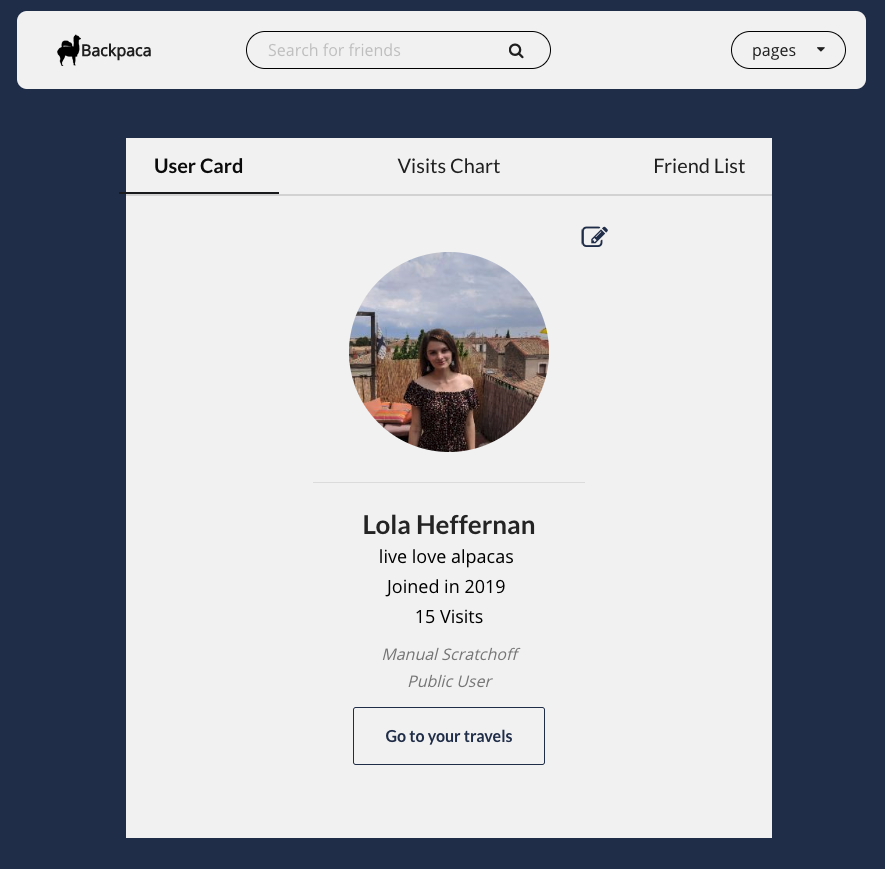 Backpaca
Search for friends
pages
User Card
Visits Chart
Friend List
Lola Heffernan
live love alpacas
Joined in 2019
15 Visits
Manual Scratchoff
Public User
Go to your travels